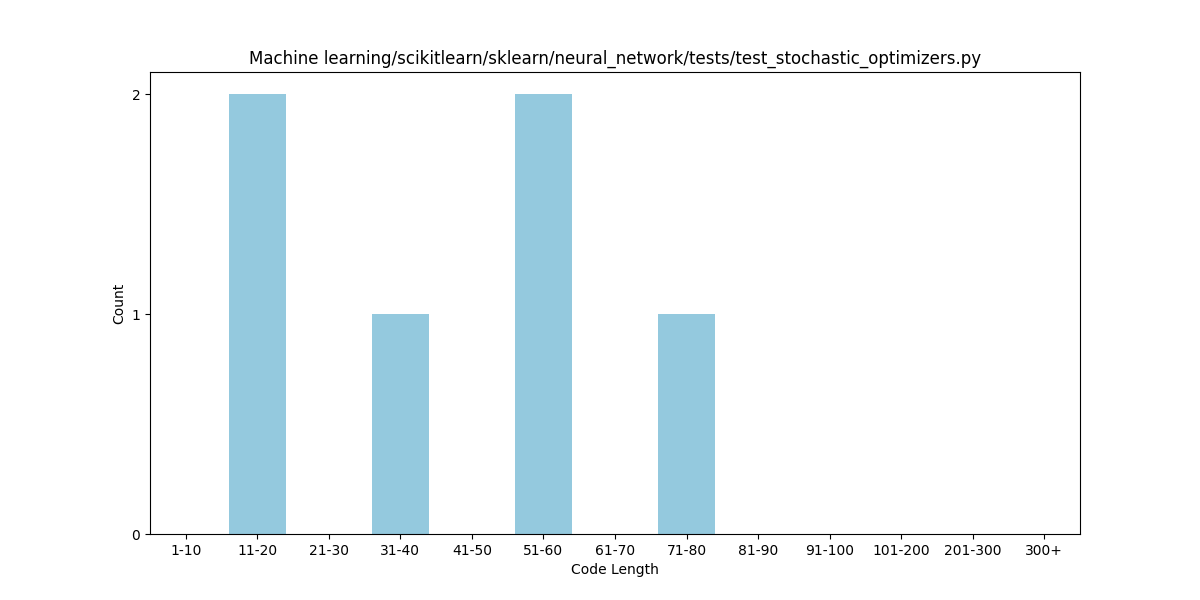 Machine learning/scikitlearn/sklearn/neural_network/tests/test_stochastic_optimizers.py
2
1
0
Count
1-10 11-20 21-30 31-40 41-50 51-60 61-70 71-80 81-90 91-100 101-200 201-300 300+
Code Length